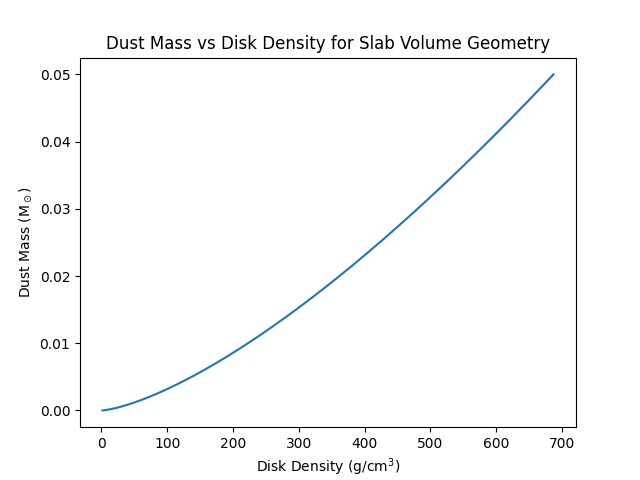 Dust Mass vs Disk Density for Slab Volume Geometry
0.05
0.04
0.03
0.02
0.01
0.00
Dust Mass (M⊙)
0 100 200 300 400 500 600 700
Disk Density (g/cm³)